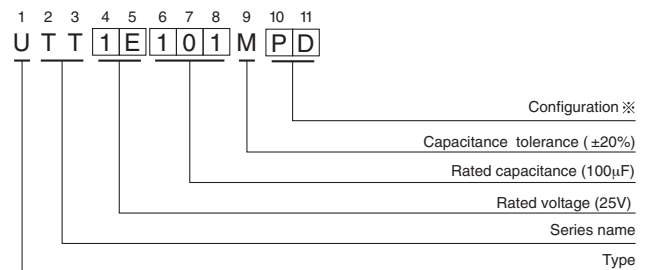 1 2 3 4 5 6 7 8 9 10 11
U T T 1 E 1 0 1 M P D
Configuration ※
Capacitance tolerance ( ±20%)
Rated capacitance (100μF)
Rated voltage (25V)
Series name
Type